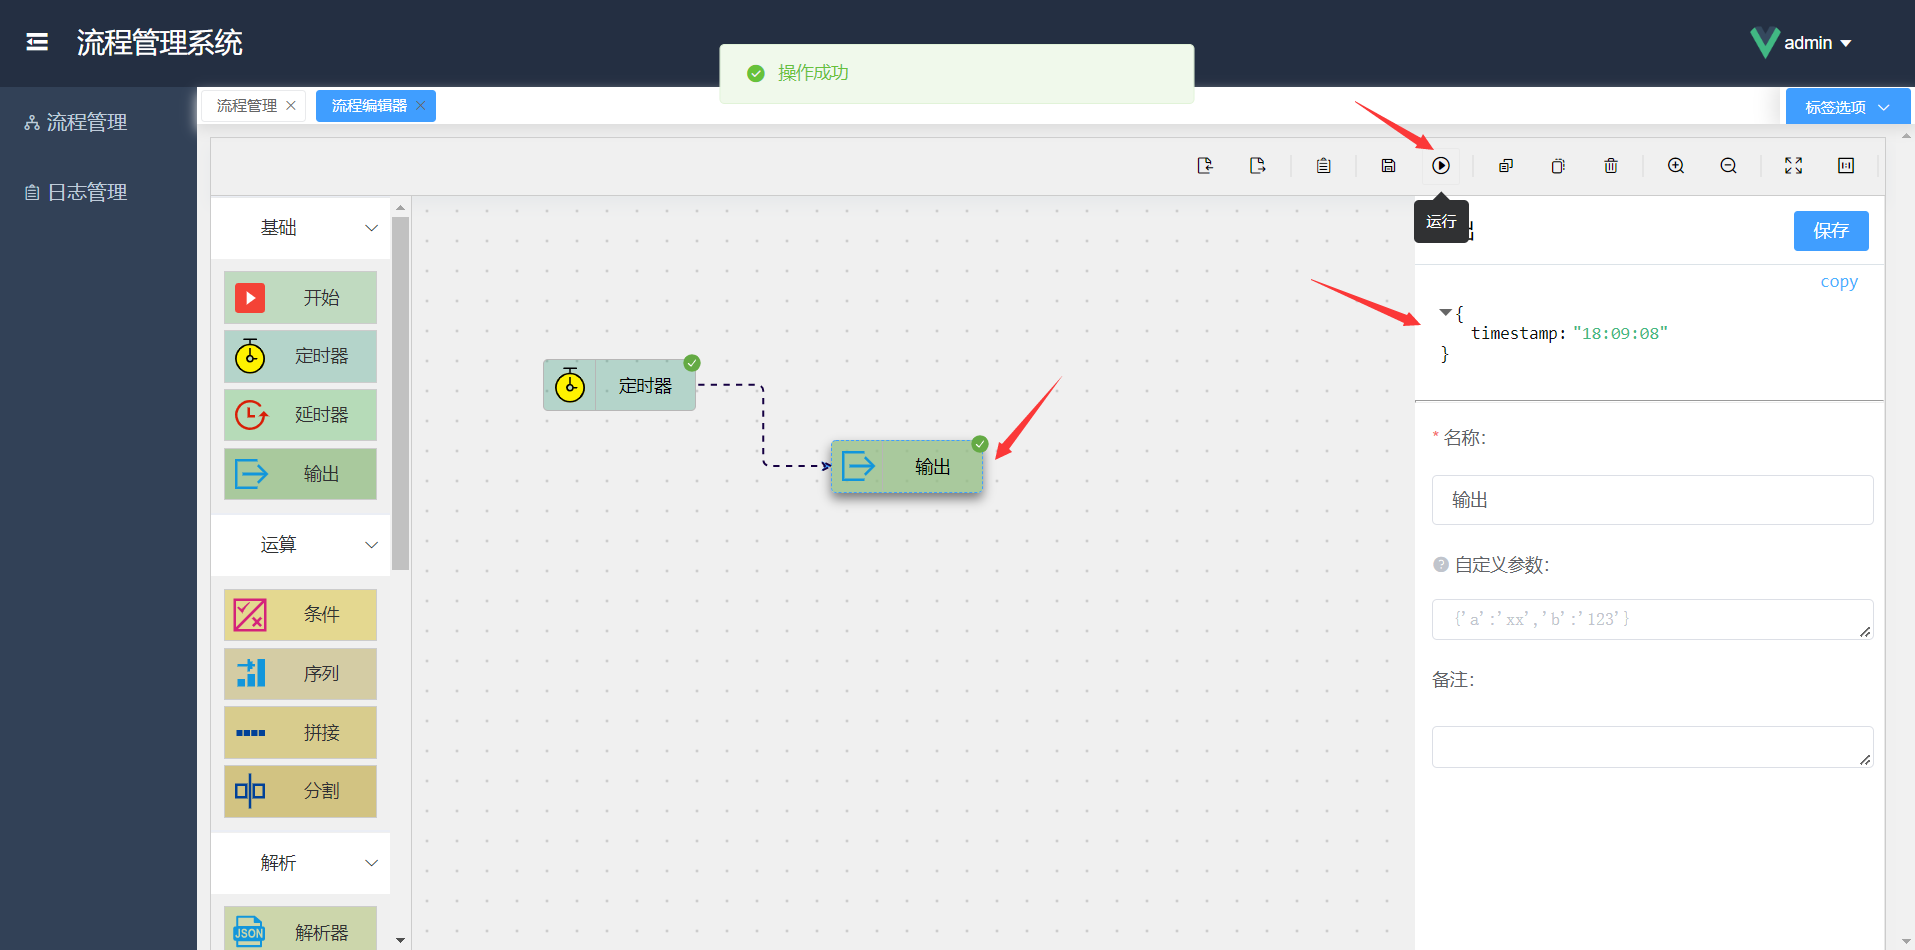 流程管理系统
admin
操作成功
流程管理
日志管理
流程管理
流程编辑器
标签选项
运行
保存
基础
开始
定时器
延时器
输出
运算
条件
序列
拼接
分割
解析
JSON
解析器
定时器
输出
copy
{
timestamp: "18:09:08"
}
* 名称:
输出
? 自定义参数:
{'a':'xx','b':'123'}
备注: